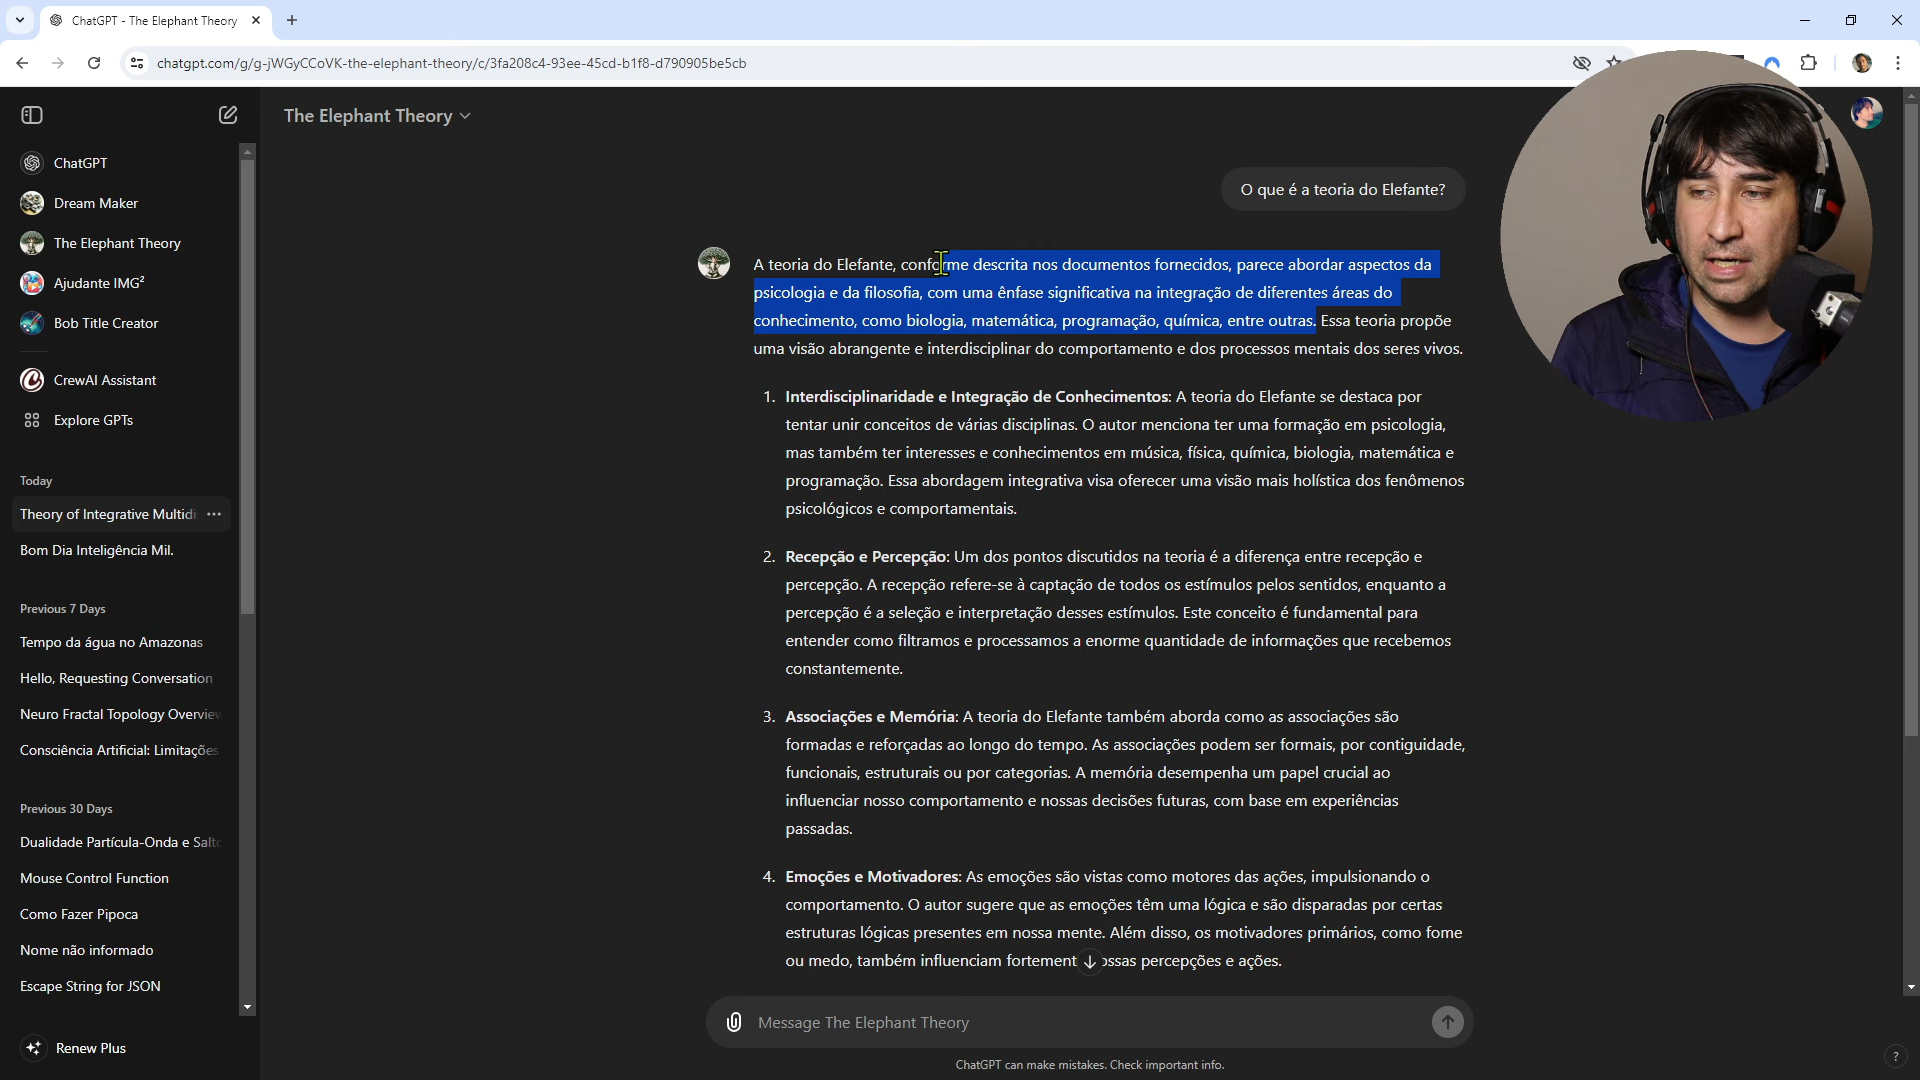 ChatGPT - The Elephant Theory
chatgpt.com/g/g-jWGyCCoVK-the-elephant-theory/c/3fa208c4-93ee-45cd-b1f8-d790905be5cb
ChatGPT
Dream Maker
The Elephant Theory
Ajudante IMG²
Bob Title Creator
CrewAI Assistant
Explore GPTs
Today
Theory of Integrative Multidi
Bom Dia Inteligência Mil.
Previous 7 Days
Tempo da água no Amazonas
Hello, Requesting Conversation
Neuro Fractal Topology Overview
Consciência Artificial: Limitações
Previous 30 Days
Dualidade Partícula-Onda e Salto
Mouse Control Function
Como Fazer Pipoca
Nome não informado
Escape String for JSON
Renew Plus
The Elephant Theory
O que é a teoria do Elefante?
A teoria do Elefante, conforme descrita nos documentos fornecidos, parece abordar aspectos da
psicologia e da filosofia, com uma ênfase significativa na integração de diferentes áreas do
conhecimento, como biologia, matemática, programação, química, entre outras. Essa teoria propõe
uma visão abrangente e interdisciplinar do comportamento e dos processos mentais dos seres vivos.
1. Interdisciplinaridade e Integração de Conhecimentos: A teoria do Elefante se destaca por
tentar unir conceitos de várias disciplinas. O autor menciona ter uma formação em psicologia,
mas também ter interesses e conhecimentos em música, física, química, biologia, matemática e
programação. Essa abordagem integrativa visa oferecer uma visão mais holística dos fenômenos
psicológicos e comportamentais.
2. Recepção e Percepção: Um dos pontos discutidos na teoria é a diferença entre recepção e
percepção. A recepção refere-se à captação de todos os estímulos pelos sentidos, enquanto a
percepção é a seleção e interpretação desses estímulos. Este conceito é fundamental para
entender como filtramos e processamos a enorme quantidade de informações que recebemos
constantemente.
3. Associações e Memória: A teoria do Elefante também aborda como as associações são
formadas e reforçadas ao longo do tempo. As associações podem ser formais, por contiguidade,
funcionais, estruturais ou por categorias. A memória desempenha um papel crucial ao
influenciar nosso comportamento e nossas decisões futuras, com base em experiências
passadas.
4. Emoções e Motivadores: As emoções são vistas como motores das ações, impulsionando o
comportamento. O autor sugere que as emoções têm uma lógica e são disparadas por certas
estruturas lógicas presentes em nossa mente. Além disso, os motivadores primários, como fome
ou medo, também influenciam fortement ossas percepções e ações.
Message The Elephant Theory
ChatGPT can make mistakes. Check important info.
?